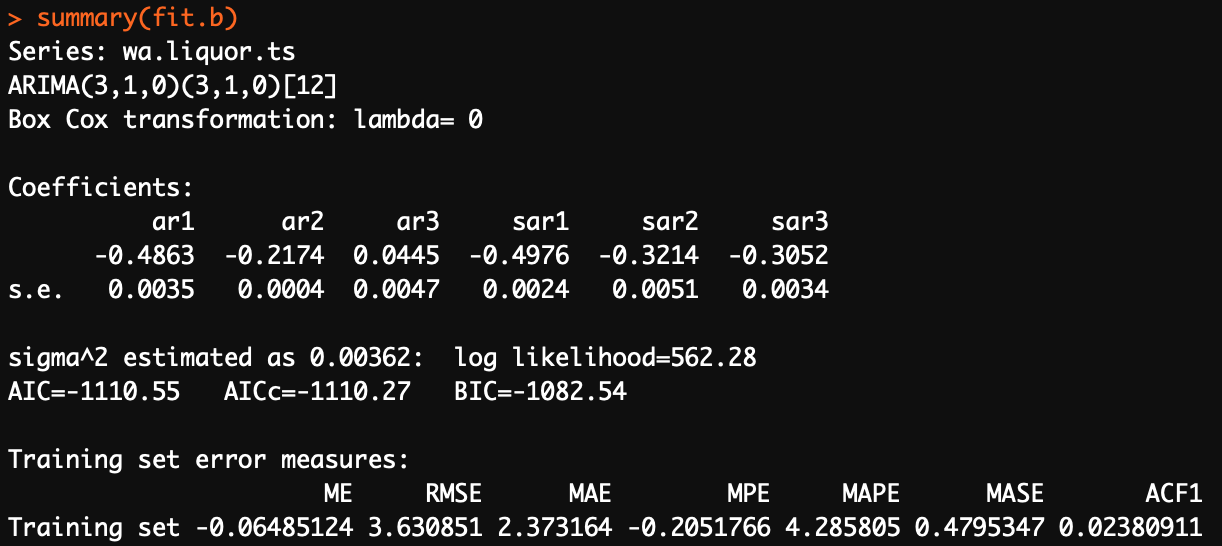 > summary(fit.b)
Series: wa.liquor.ts
ARIMA(3,1,0)(3,1,0)[12]
Box Cox transformation: lambda= 0
Coefficients:
ar1 ar2 ar3 sar1 sar2 sar3
-0.4863 -0.2174 0.0445 -0.4976 -0.3214 -0.3052
s.e. 0.0035 0.0004 0.0047 0.0024 0.0051 0.0034
sigma^2 estimated as 0.00362: log likelihood=562.28
AIC=-1110.55 AICc=-1110.27 BIC=-1082.54
Training set error measures:
ME RMSE MAE MPE MAPE MASE ACF1
Training set -0.06485124 3.630851 2.373164 -0.2051766 4.285805 0.4795347 0.02380911